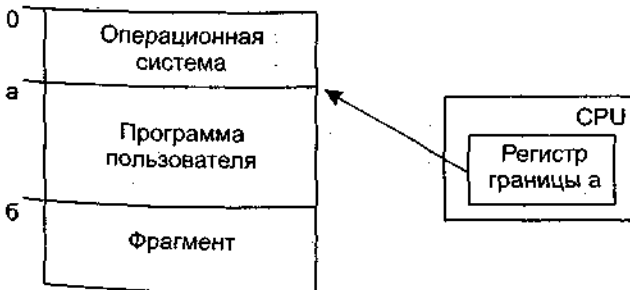 0
Операционная
система
а
Программа
пользователя
б
Фрагмент
CPU
Регистр
границы а